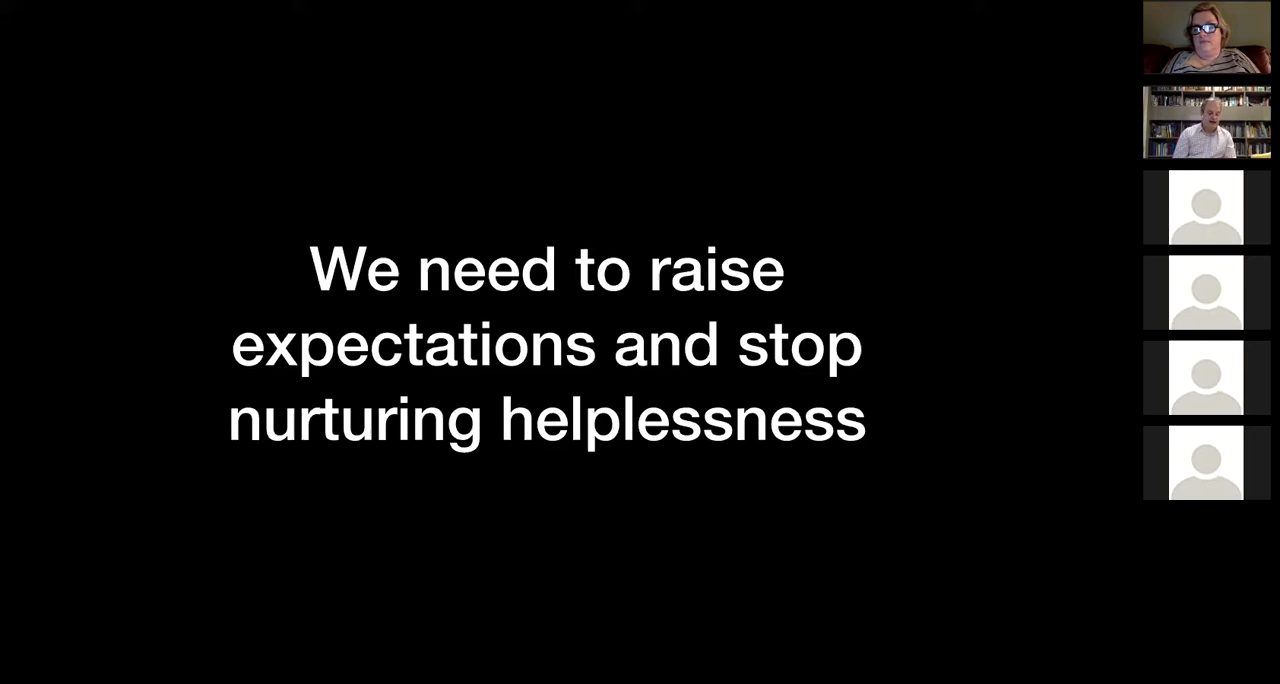 We need to raise
expectations and stop
nurturing helplessness